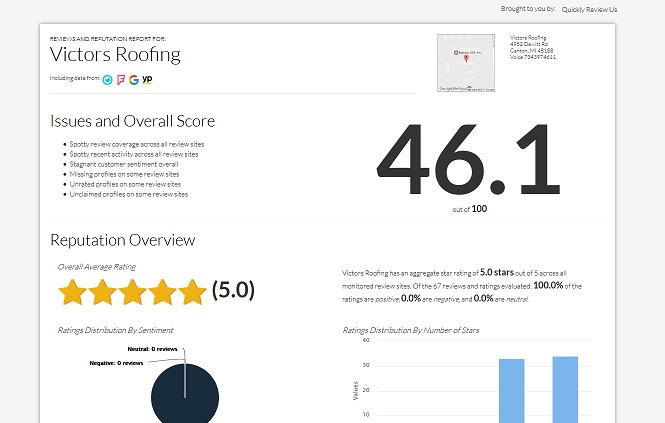 Brought to you by: Quickly Review Us
REVIEWS AND REPUTATION REPORT FOR:
Victors Roofing
Including data from:
yp
Victors Roofing
4952 Dewitt Rd
Canton, MI 48188
Voice 7343974611
Issues and Overall Score
Spotty review coverage across all review sites
Spotty recent activity across all review sites
Stagnant customer sentiment overall
Missing profiles on some review sites
Unrated profiles on some review sites
Unclaimed profiles on some review sites
46.1
out of 100
Reputation Overview
Overall Average Rating
(5.0)
Victors Roofing has an aggregate star rating of 5.0 stars out of 5 across all
monitored review sites. Of the 67 reviews and ratings evaluated, 100.0% of the
ratings are positive, 0.0% are negative, and 0.0% are neutral.
Ratings Distribution By Sentiment
Neutral: 0 reviews
Negative: 0 reviews
Ratings Distribution By Number of Stars
40
30
20
10
Values